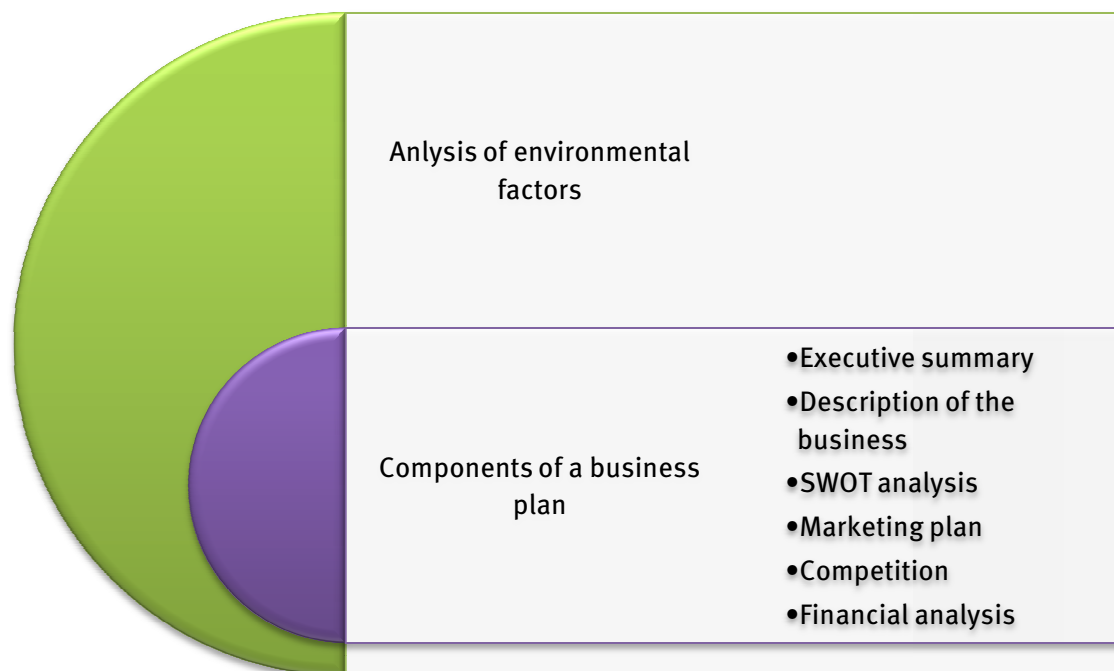 Anlysis of environmental
factors
Components of a business
plan
•Executive summary
•Description of the
business
•SWOT analysis
•Marketing plan
•Competition
•Financial analysis